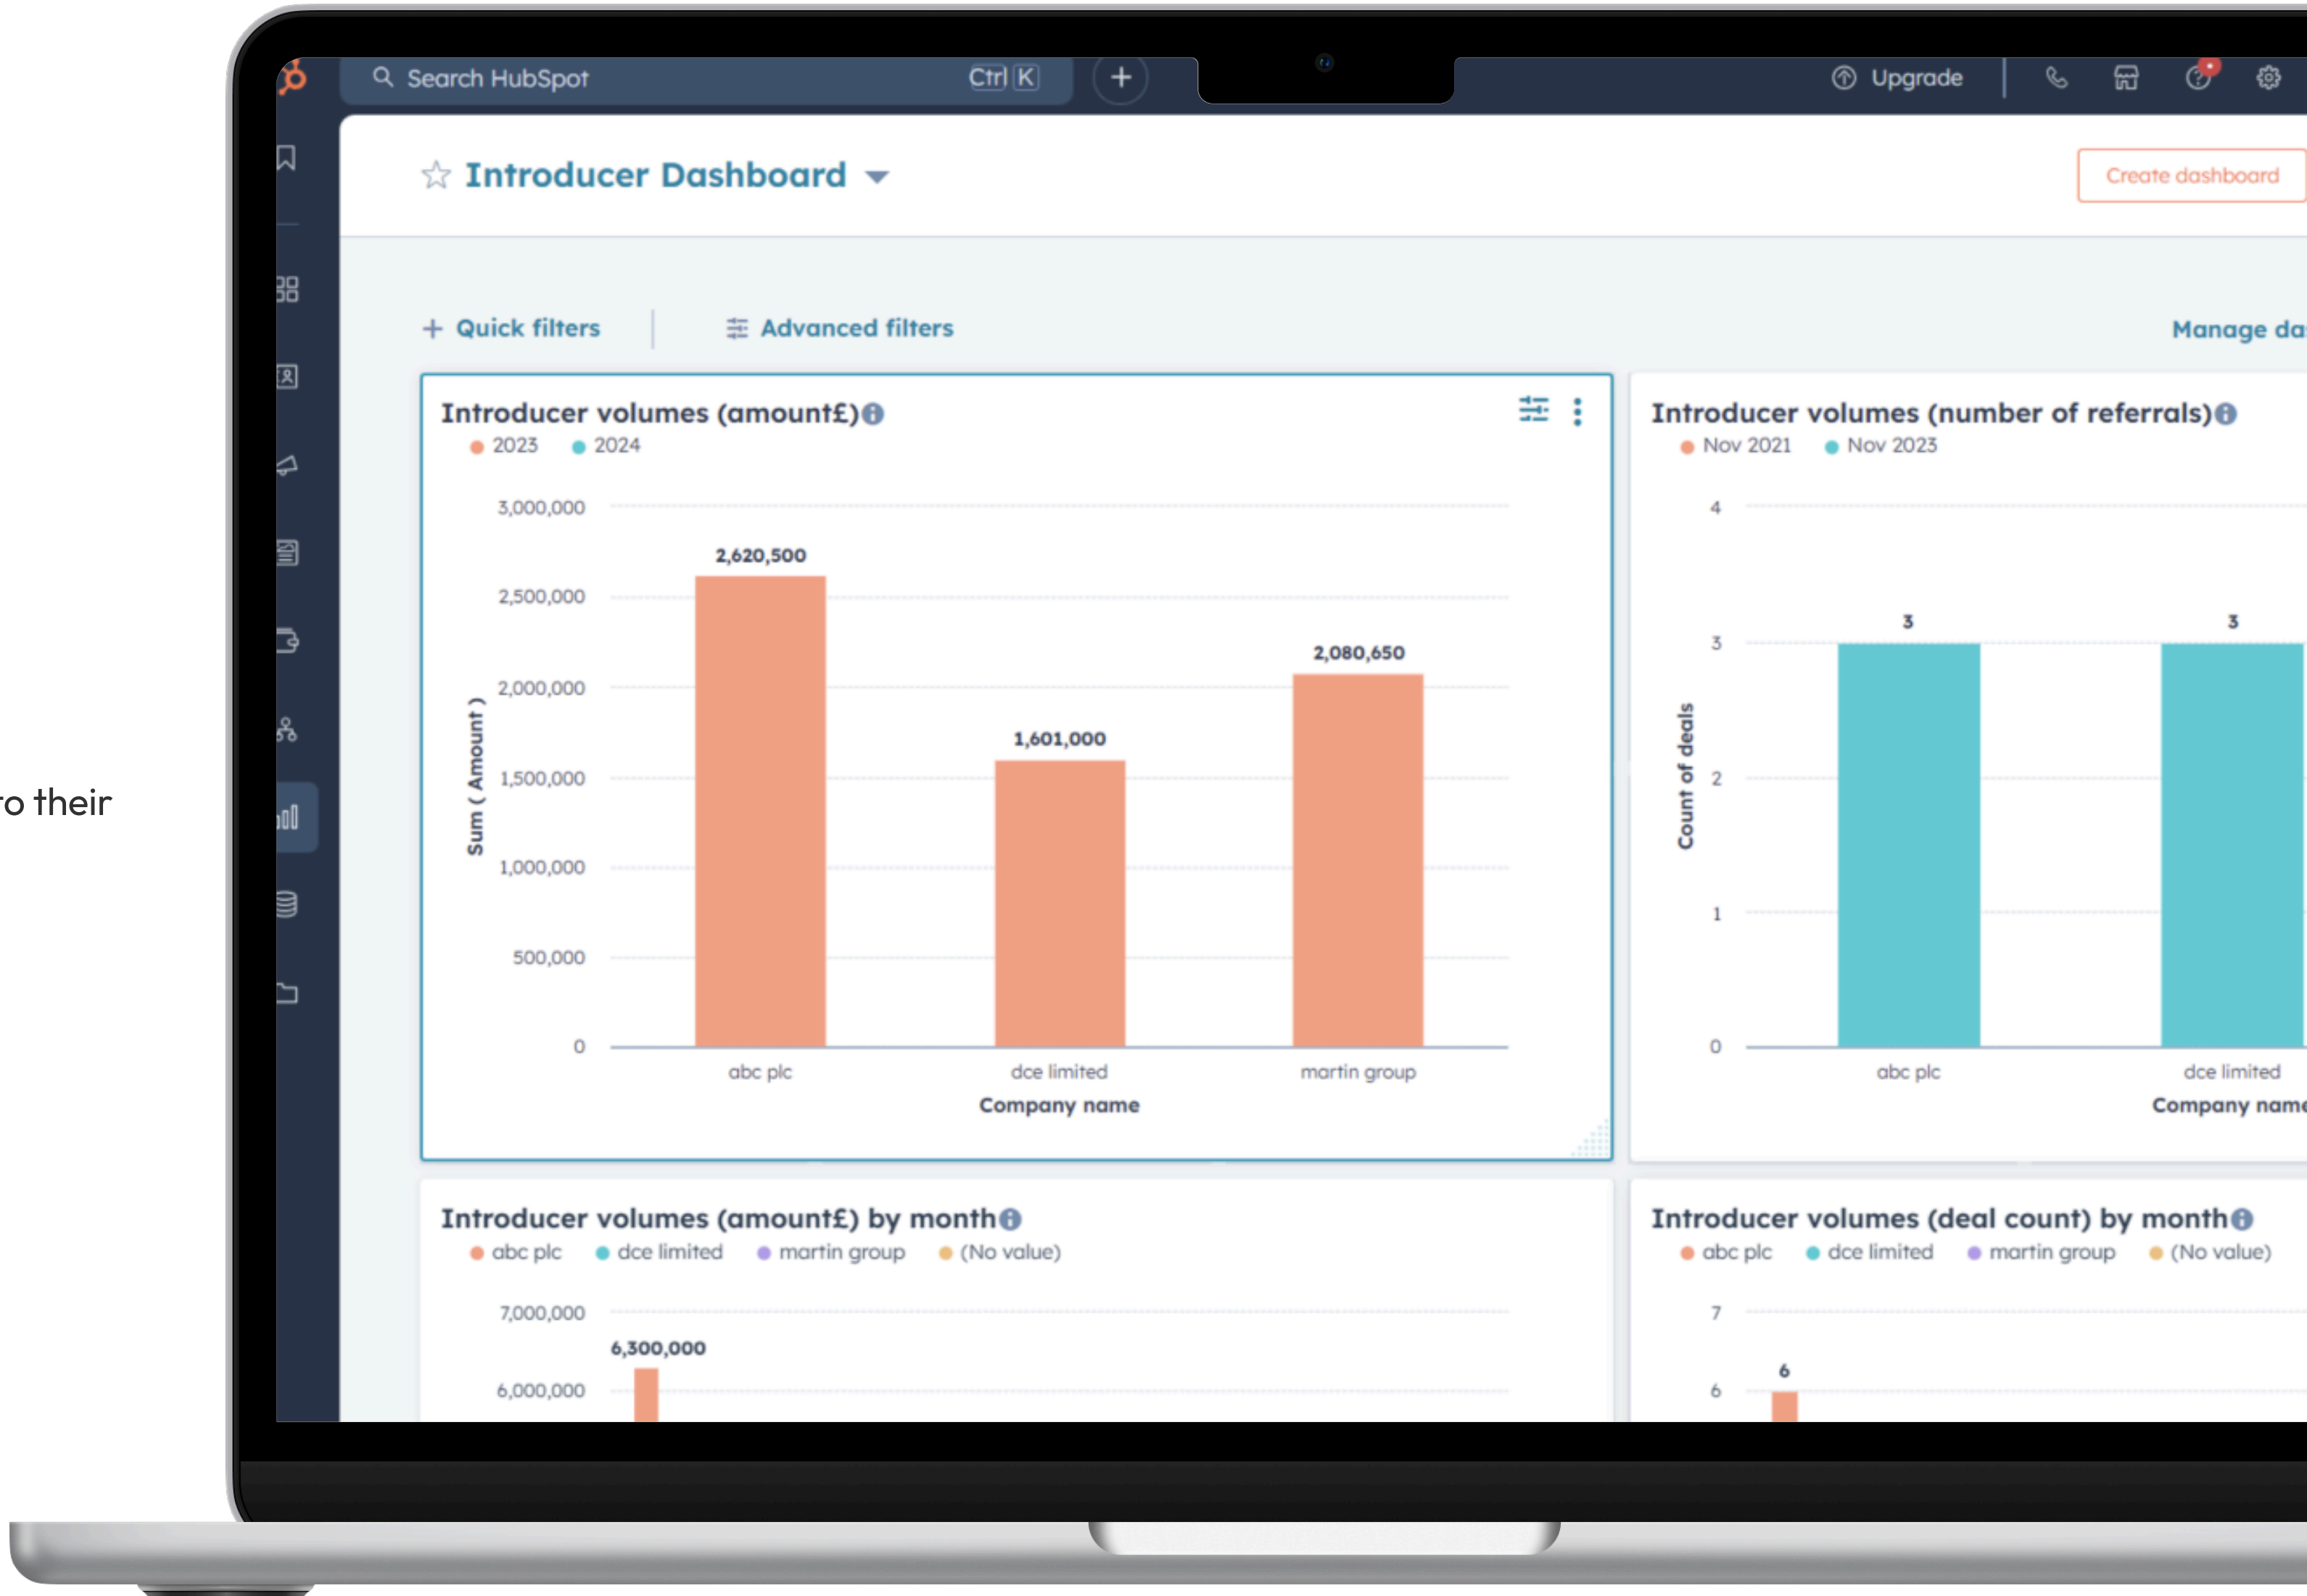 Search HubSpot Ctrl K
Upgrade
Introducer Dashboard
Create dashboard
Quick filters
Advanced filters
Manage das
Introducer volumes (amount£)
2023 2024
3,000,000
2,500,000
2,000,000
1,500,000
1,000,000
500,000
0
Sum ( Amount )
2,620,500
1,601,000
2,080,650
abc plc dce limited martin group
Company name
Introducer volumes (number of referrals)
Nov 2021 Nov 2023
4
3
2
1
0
Count of deals
3
3
abc plc dce limited
Company name
to their
Introducer volumes (amount£) by month
abc plc dce limited martin group (No value)
7,000,000
6,300,000
6,000,000
Introducer volumes (deal count) by month
abc plc dce limited martin group (No value)
7
6
6